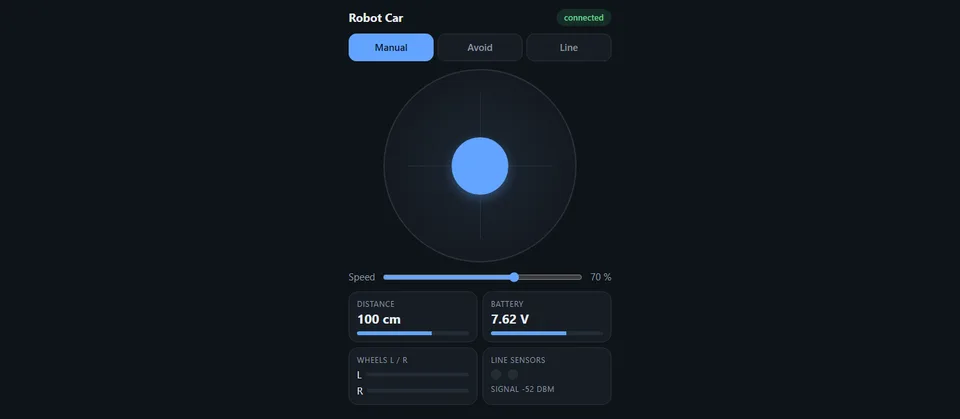 Robot Car connected
Manual Avoid Line
Speed 70 %
DISTANCE
100 cm
BATTERY
7.62 V
WHEELS L / R
L
R
LINE SENSORS
SIGNAL -52 DBM